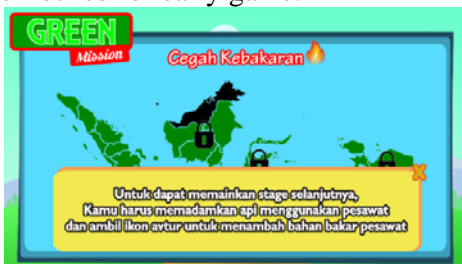 GREEN
Mission
Cegah Kebakaran
Untuk dapat memainkan stage selanjutnya,
Kamu harus memadamkan api menggunakan pesawat
dan ambil ikon avtur untuk menambah bahan bakar pesawat